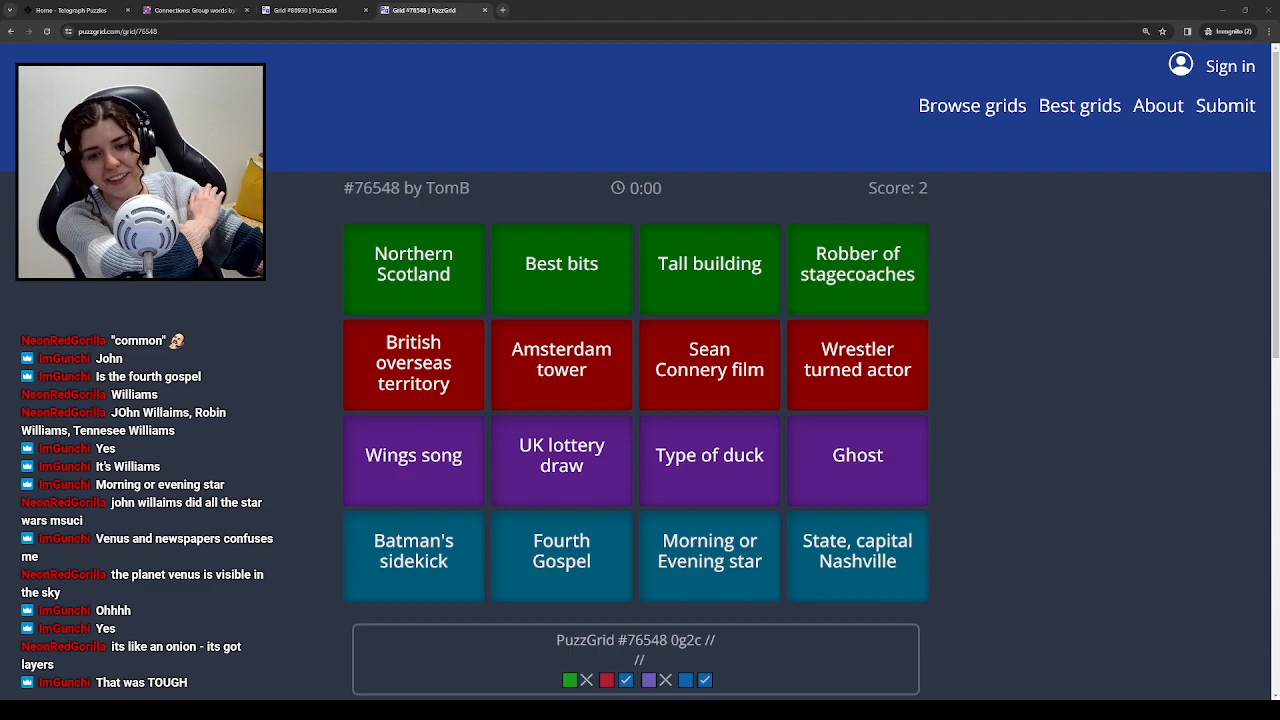 Home - Telegraph Puzzles
Connections: Group words by
Grid #80930 | PuzzGrid
Grid #76548 | PuzzGrid
puzzgrid.com/grid/76548
Incognito (2)
Sign in
Browse grids
Best grids
About
Submit
#76548 by TomB
0:00
Score: 2
Northern
Scotland
Best bits
Tall building
Robber of
stagecoaches
British
overseas
territory
Amsterdam
tower
Sean
Connery film
Wrestler
turned actor
Wings song
UK lottery
draw
Type of duck
Ghost
Batman's
sidekick
Fourth
Gospel
Morning or
Evening star
State, capital
Nashville
PuzzGrid #76548 0g2c //
//
NeonRedGorilla "common"
ImGunchi John
ImGunchi Is the fourth gospel
NeonRedGorilla Williams
NeonRedGorilla JOhn Willaims, Robin
Williams, Tennesee Williams
ImGunchi Yes
ImGunchi It's Williams
ImGunchi Morning or evening star
NeonRedGorilla john willaims did all the star
wars msuci
ImGunchi Venus and newspapers confuses
me
NeonRedGorilla the planet venus is visible in
the sky
ImGunchi Ohhhh
ImGunchi Yes
NeonRedGorilla its like an onion - its got
layers
ImGunchi That was TOUGH